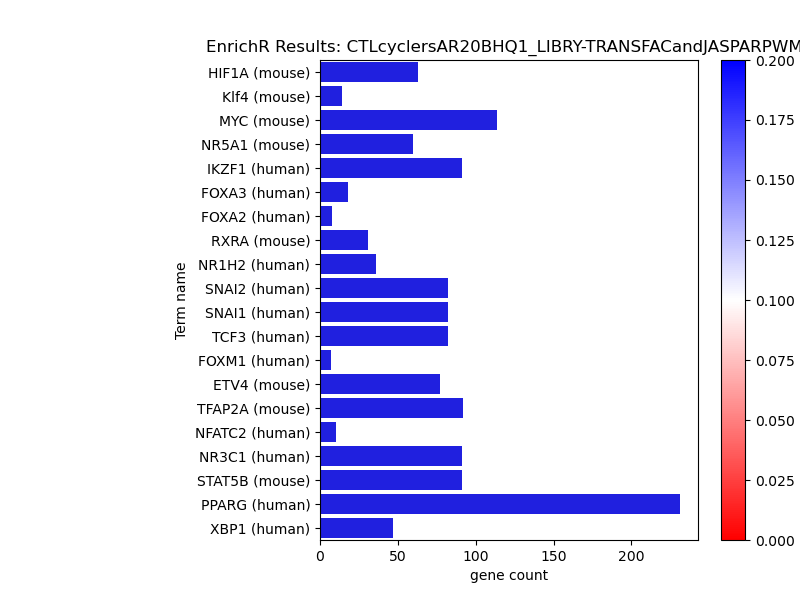 EnrichR Results: CTLcyclersAR20BHQ1_LIBRY-TRANSFACandJASPARPWM
HIF1A (mouse)
Klf4 (mouse)
MYC (mouse)
NR5A1 (mouse)
IKZF1 (human)
FOXA3 (human)
FOXA2 (human)
RXRA (mouse)
NR1H2 (human)
SNAI2 (human)
SNAI1 (human)
TCF3 (human)
FOXM1 (human)
ETV4 (mouse)
TFAP2A (mouse)
NFATC2 (human)
NR3C1 (human)
STAT5B (mouse)
PPARG (human)
XBP1 (human)
Term name
0 50 100 150 200
gene count
0.200
0.175
0.150
0.125
0.100
0.075
0.050
0.025
0.000